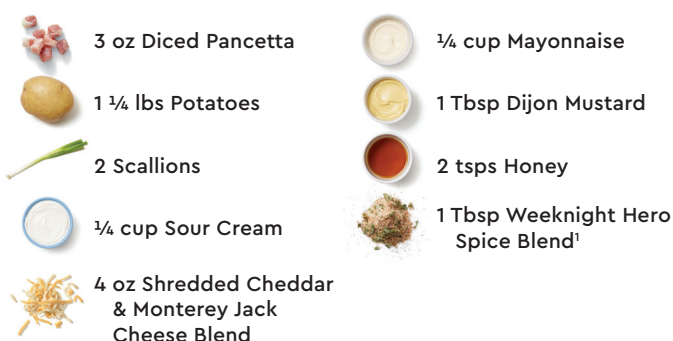 3 oz Diced Pancetta
1 ¼ lbs Potatoes
2 Scallions
¼ cup Sour Cream
4 oz Shredded Cheddar
& Monterey Jack
Cheese Blend
¼ cup Mayonnaise
1 Tbsp Dijon Mustard
2 tsps Honey
1 Tbsp Weeknight Hero
Spice Blend¹